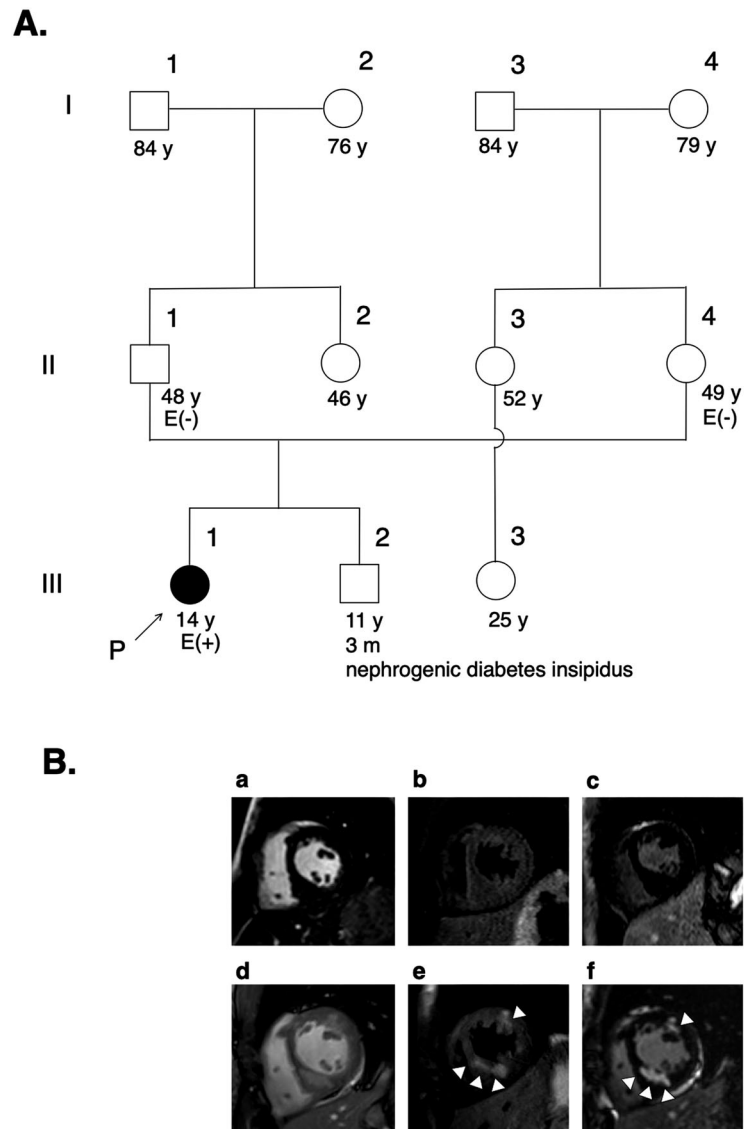 A.
1 2 3 4
I
84 y 76 y 84 y 79 y
1 2 3 4
II
48 y 46 y 52 y 49 y
E(-) E(-)
1 2 3
III
14 y 11 y 25 y
P E(+) 3 m
nephrogenic diabetes insipidus
B.
a b c
d e f